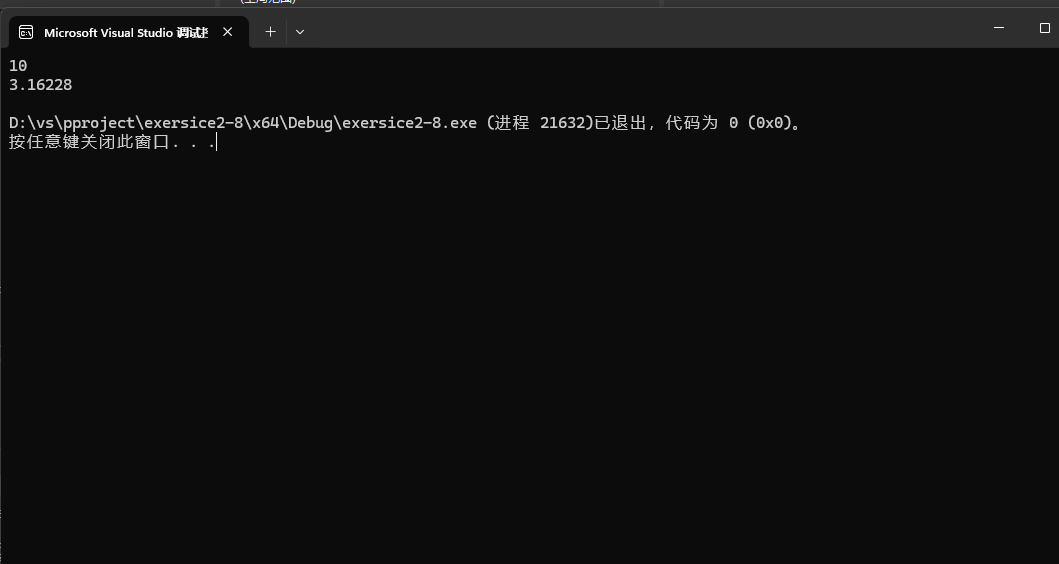 Microsoft Visual Studio 调试控
10
3.16228
D:\vs\pproject\exersice2-8\x64\Debug\exersice2-8.exe (进程 21632)已退出，代码为 0 (0x0)。
按任意键关闭此窗口. . .